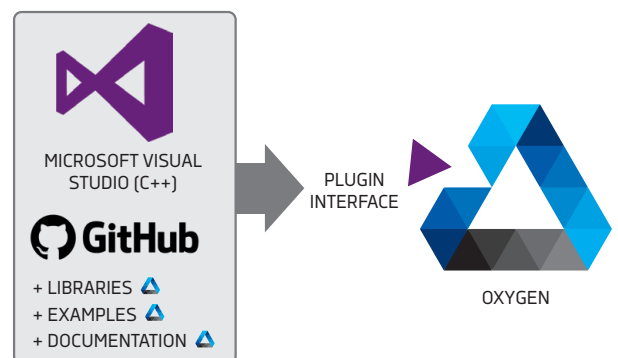 MICROSOFT VISUAL
STUDIO (C++)
GitHub
+ LIBRARIES
+ EXAMPLES
+ DOCUMENTATION
PLUGIN
INTERFACE
OXYGEN